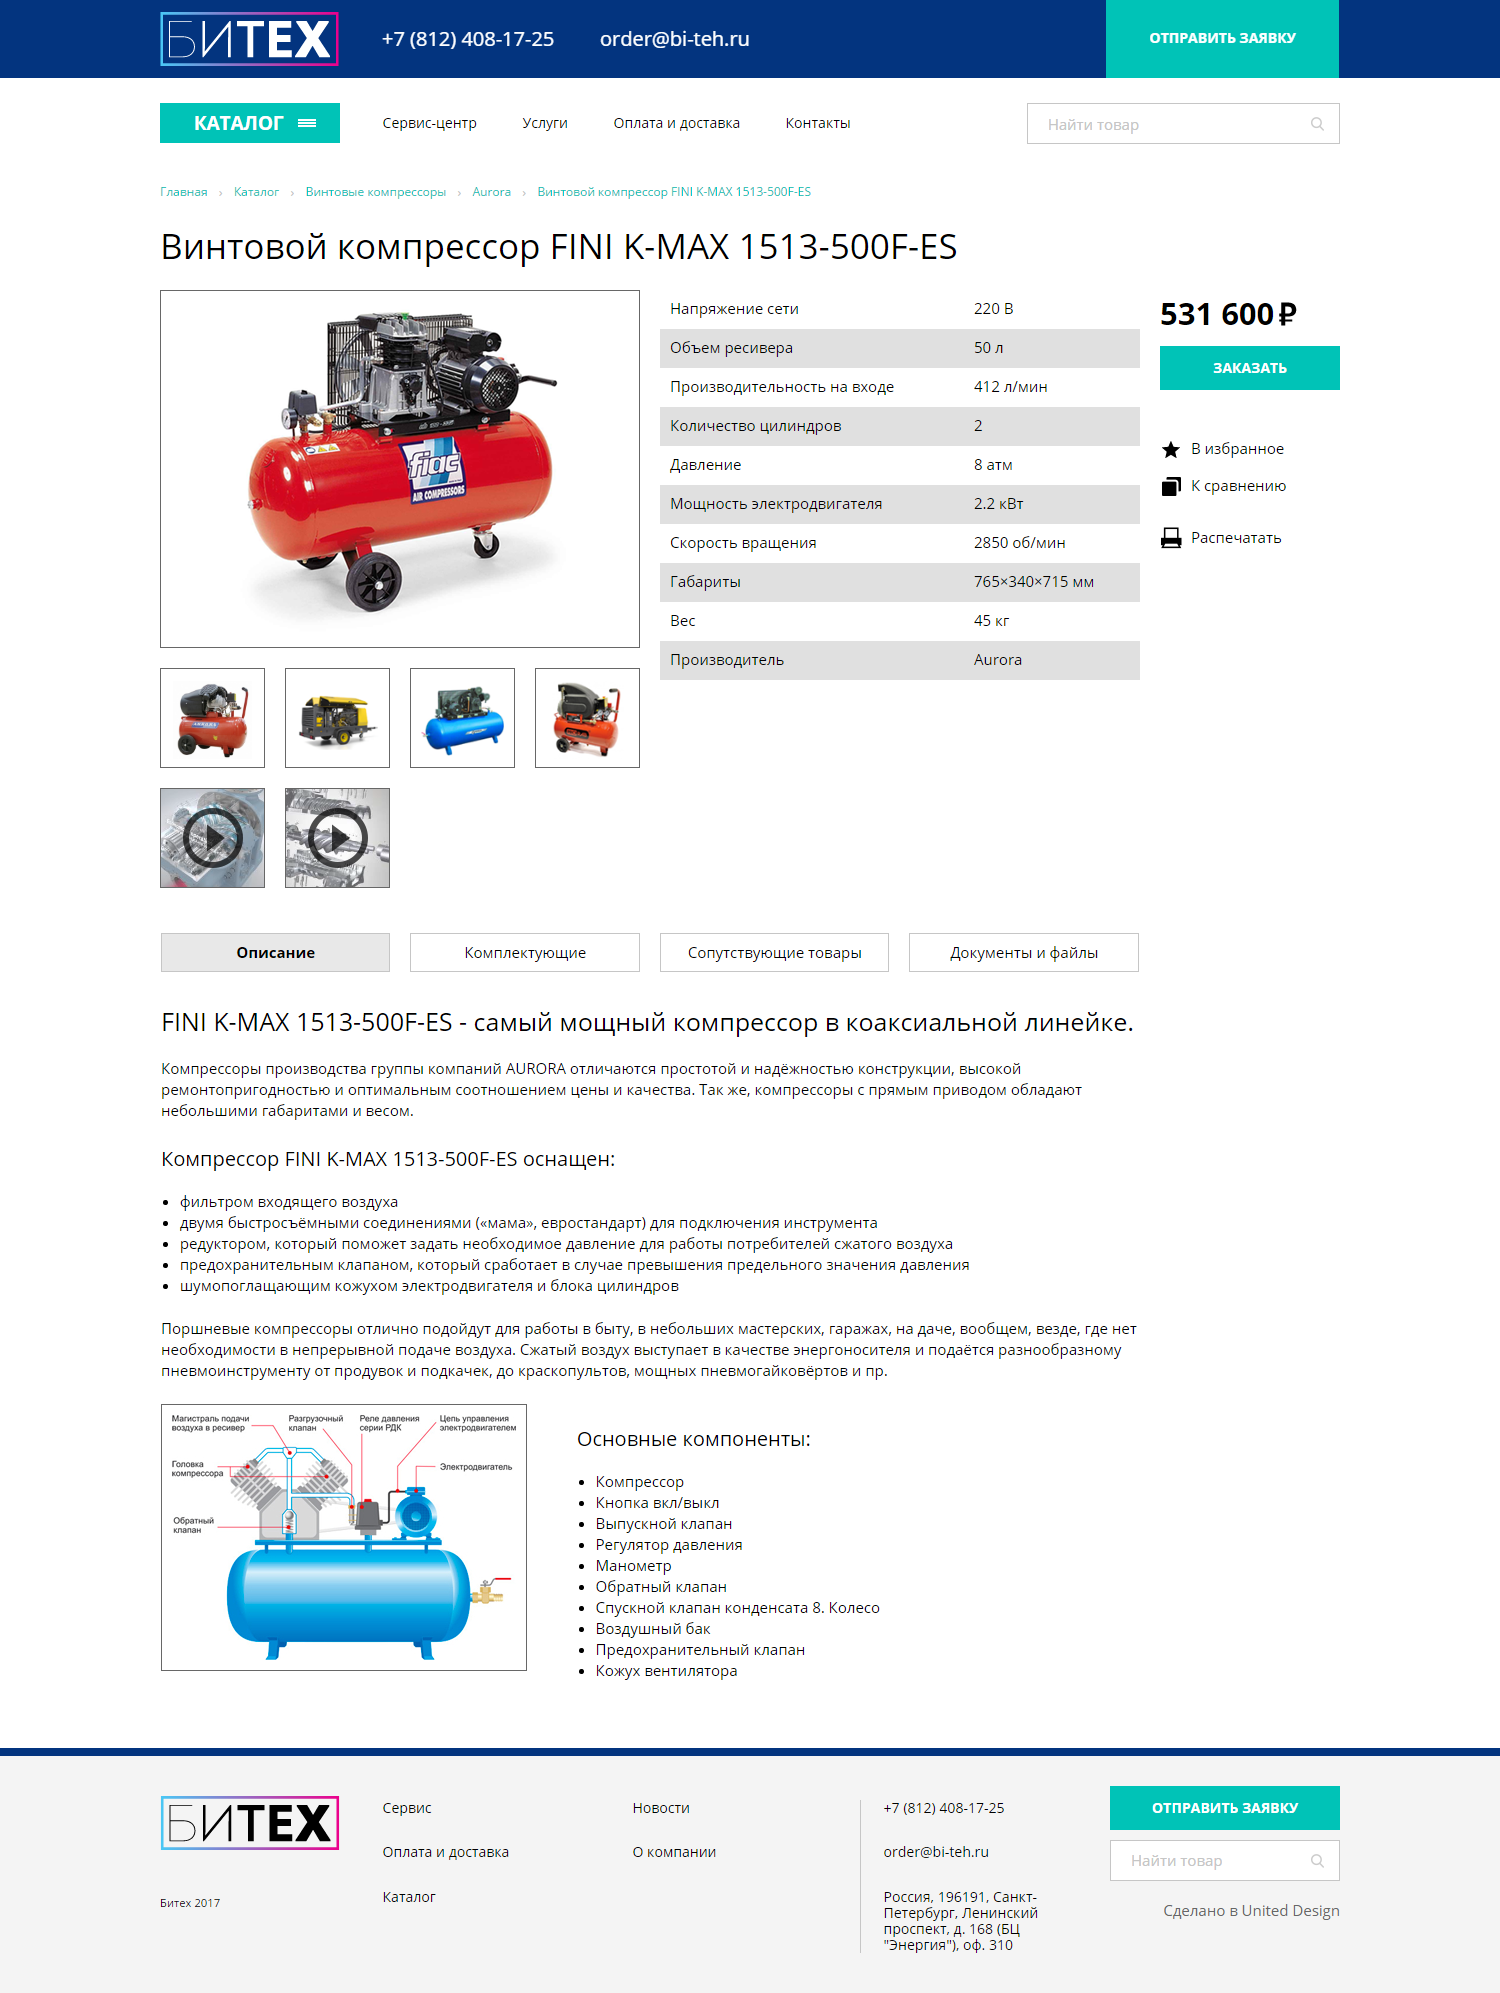 БИТЕХ
+7 (812) 408-17-25
order@bi-teh.ru
ОТПРАВИТЬ ЗАЯВКУ
КАТАЛОГ
Сервис-центр
Услуги
Оплата и доставка
Контакты
Найти товар
Главная › Каталог › Винтовые компрессоры › Aurora › Винтовой компрессор FINI K-MAX 1513-500F-ES
Винтовой компрессор FINI K-MAX 1513-500F-ES
fiac
AIR COMPRESSORS
Напряжение сети 220 В
Объем ресивера 50 л
Производительность на входе 412 л/мин
Количество цилиндров 2
Давление 8 атм
Мощность электродвигателя 2.2 кВт
Скорость вращения 2850 об/мин
Габариты 765×340×715 мм
Вес 45 кг
Производитель Aurora
531 600 ₽
ЗАКАЗАТЬ
В избранное
К сравнению
Распечатать
Описание
Комплектующие
Сопутствующие товары
Документы и файлы
FINI K-MAX 1513-500F-ES - самый мощный компрессор в коаксиальной линейке.
Компрессоры производства группы компаний AURORA отличаются простотой и надёжностью конструкции, высокой
ремонтопригодностью и оптимальным соотношением цены и качества. Так же, компрессоры с прямым приводом обладают
небольшими габаритами и весом.
Компрессор FINI K-MAX 1513-500F-ES оснащен:
• фильтром входящего воздуха
• двумя быстросъёмными соединениями («мама», евростандарт) для подключения инструмента
• редуктором, который поможет задать необходимое давление для работы потребителей сжатого воздуха
• предохранительным клапаном, который сработает в случае превышения предельного значения давления
• шумопоглащающим кожухом электродвигателя и блока цилиндров
Поршневые компрессоры отлично подойдут для работы в быту, в небольших мастерских, гаражах, на даче, вообщем, везде, где нет
необходимости в непрерывной подаче воздуха. Сжатый воздух выступает в качестве энергоносителя и подаётся разнообразному
пневмоинструменту от продувок и подкачек, до краскопультов, мощных пневмогайковёртов и пр.
Магистраль подачи
воздуха в ресивер
Разгрузочный
клапан
Реле давления
серии РДК
Цепь управления
электродвигателем
Головка
компрессора
Электродвигатель
Обратный
клапан
Основные компоненты:
• Компрессор
• Кнопка вкл/выкл
• Выпускной клапан
• Регулятор давления
• Манометр
• Обратный клапан
• Спускной клапан конденсата 8. Колесо
• Воздушный бак
• Предохранительный клапан
• Кожух вентилятора
БИТЕХ
Битех 2017
Сервис
Оплата и доставка
Каталог
Новости
О компании
+7 (812) 408-17-25
order@bi-teh.ru
Россия, 196191, Санкт-
Петербург, Ленинский
проспект, д. 168 (БЦ
"Энергия"), оф. 310
ОТПРАВИТЬ ЗАЯВКУ
Найти товар
Сделано в United Design